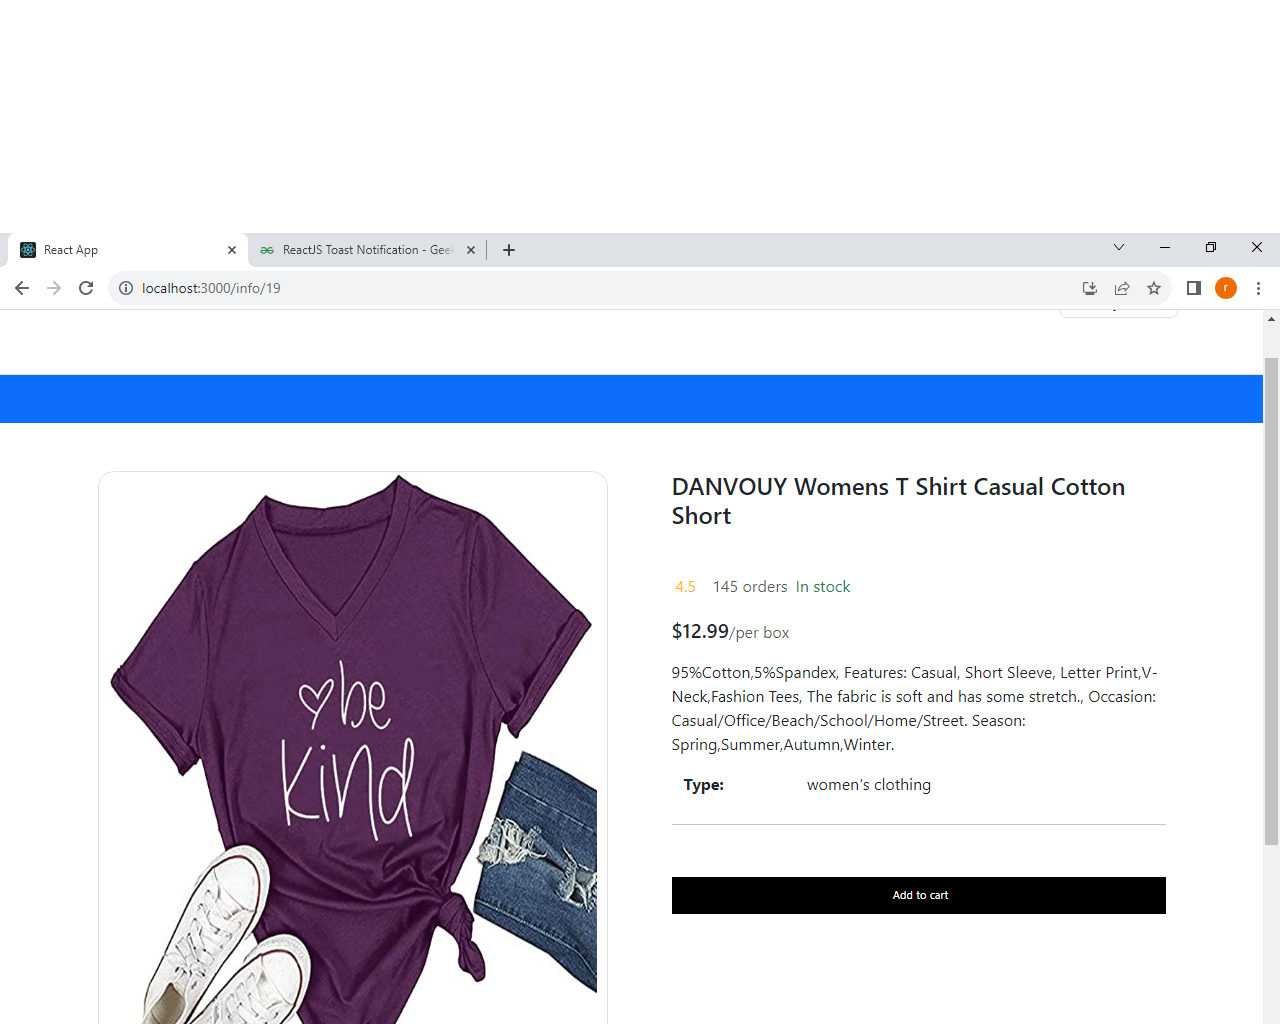 React App
ReactJS Toast Notification - Gee
localhost:3000/info/19
r
DANVOUY Womens T Shirt Casual Cotton
Short
4.5 145 orders In stock
$12.99/per box
95%Cotton,5%Spandex, Features: Casual, Short Sleeve, Letter Print,V-
Neck,Fashion Tees, The fabric is soft and has some stretch., Occasion:
Casual/Office/Beach/School/Home/Street. Season:
Spring,Summer,Autumn,Winter.
Type: women's clothing
Add to cart
be
Kind